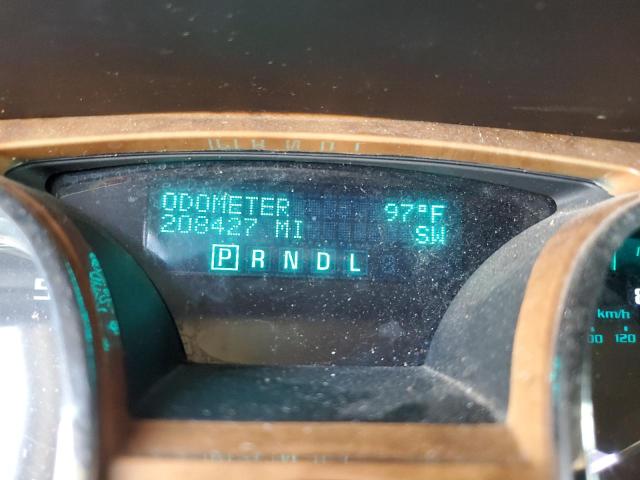 ODOMETER 97°F
208427 MI SW
P R N D L
km/h
120